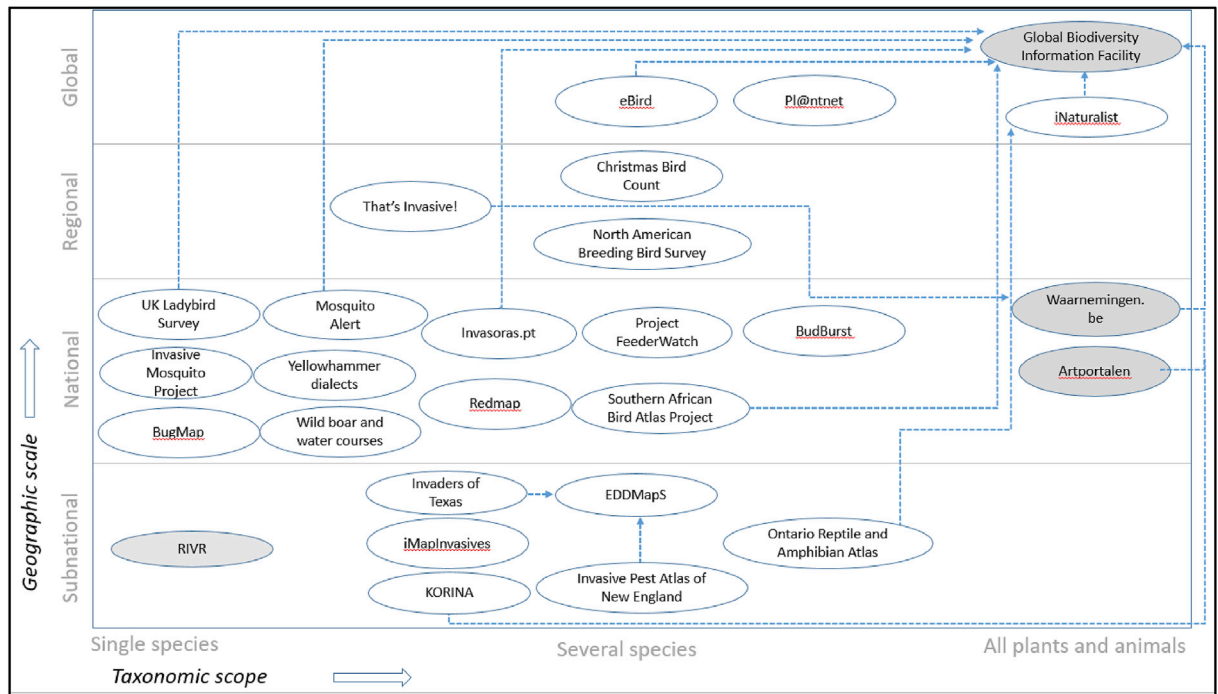 Global
Global Biodiversity
Information Facility
eBird
Pl@ntnet
iNaturalist
Regional
Christmas Bird
Count
That's Invasive!
North American
Breeding Bird Survey
National
UK Ladybird
Survey
Mosquito
Alert
Invasoras.pt
Project
FeederWatch
BudBurst
Waarnemingen.
be
Invasive
Mosquito
Project
Yellowhammer
dialects
Artportalen
Redmap
Southern African
Bird Atlas Project
BugMap
Wild boar and
water courses
Subnational
Invaders of
Texas
EDDMapS
RIVR
iMapInvasives
Ontario Reptile and
Amphibian Atlas
KORINA
Invasive Pest Atlas of
New England
Geographic scale
Single species
Several species
All plants and animals
Taxonomic scope